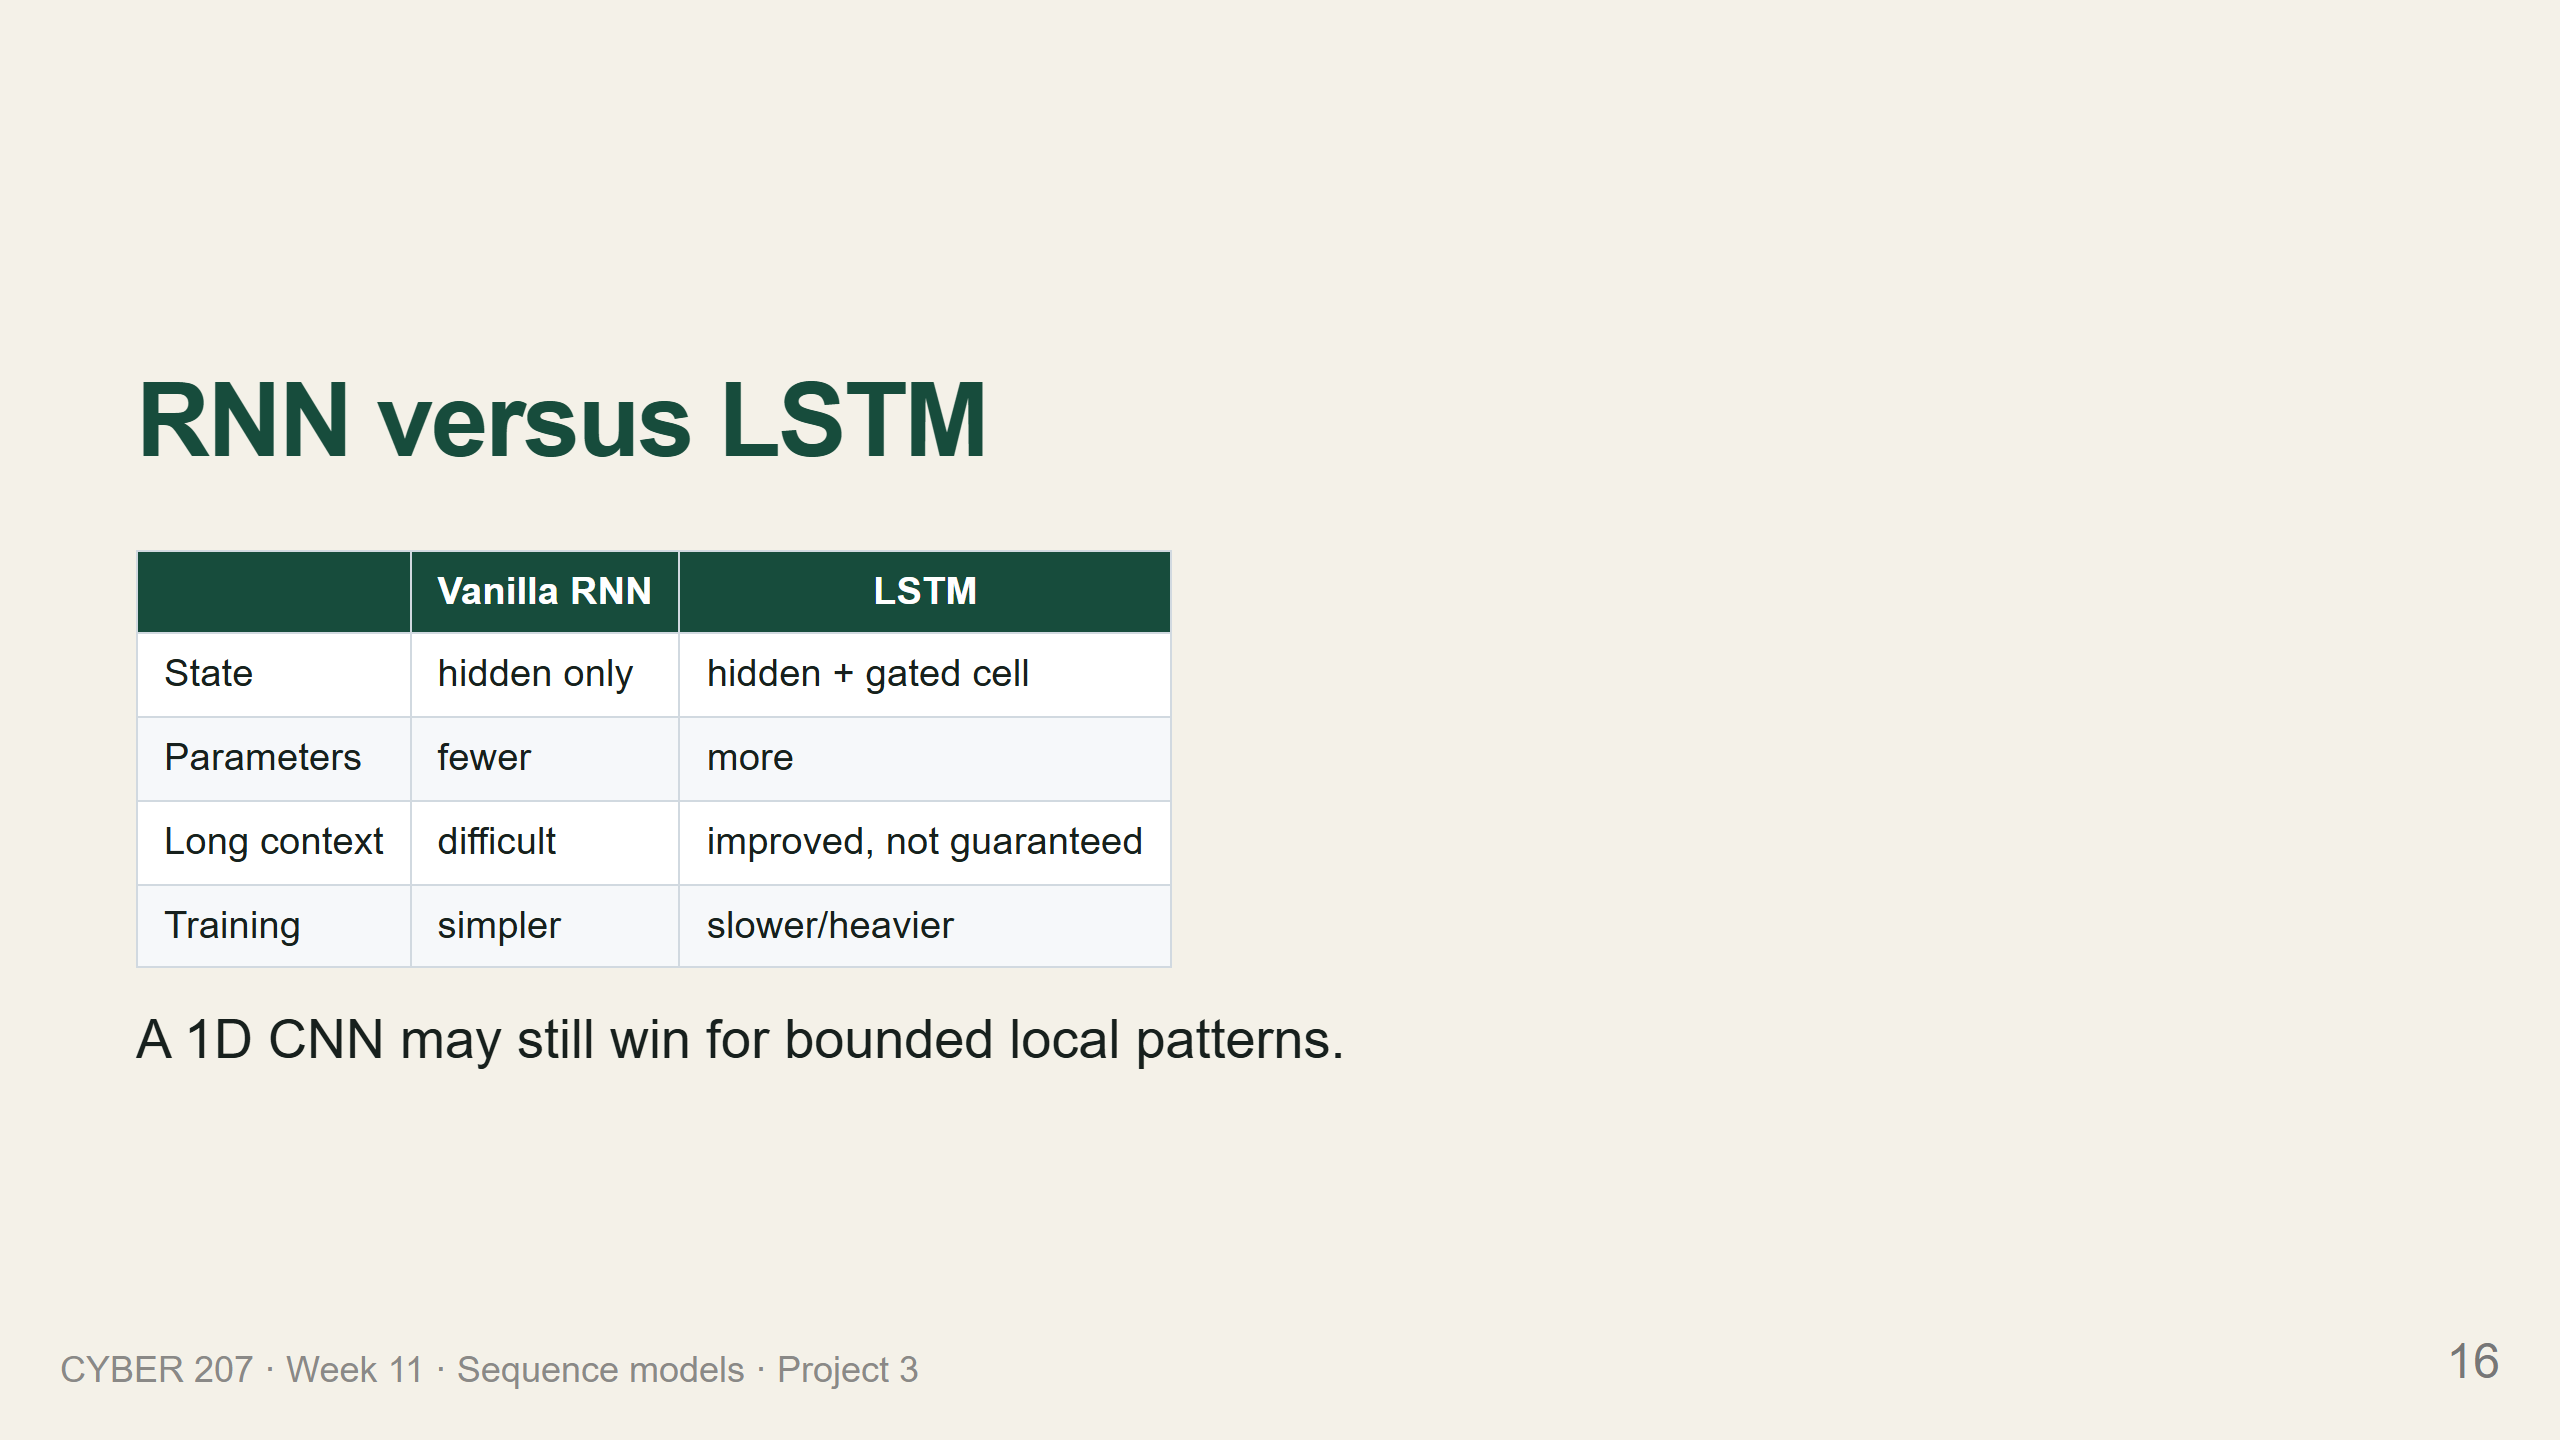 RNN versus LSTM
Vanilla RNN LSTM
State hidden only hidden + gated cell
Parameters fewer more
Long context difficult improved, not guaranteed
Training simpler slower/heavier
A 1D CNN may still win for bounded local patterns.
CYBER 207 · Week 11 · Sequence models · Project 3
16